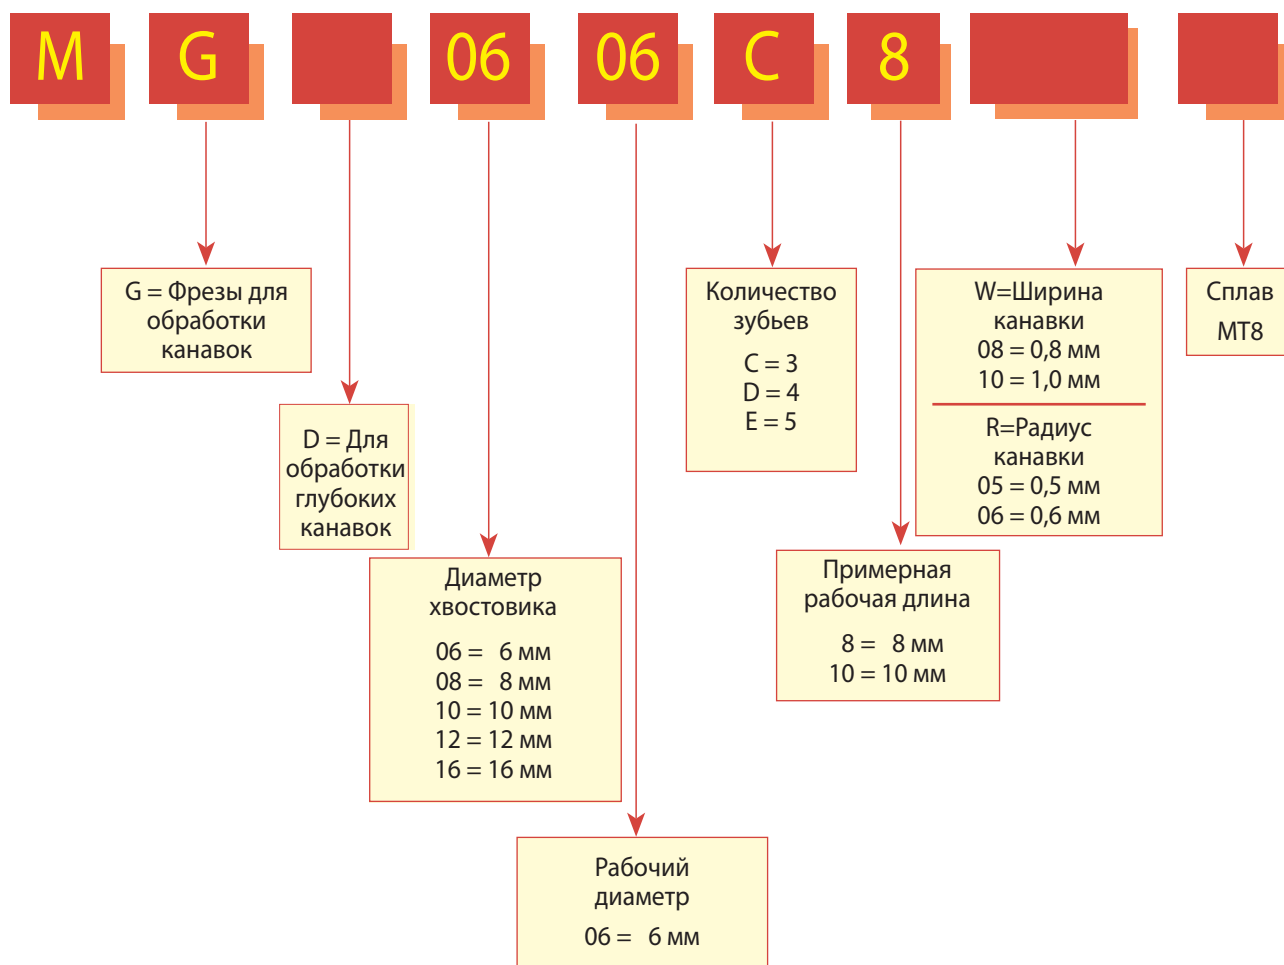 M G 06 06 C 8
G = Фрезы для
обработки
канавок
D = Для
обработки
глубоких
канавок
Диаметр
хвостовика
06 = 6 мм
08 = 8 мм
10 = 10 мм
12 = 12 мм
16 = 16 мм
Рабочий
диаметр
06 = 6 мм
Количество
зубьев
C = 3
D = 4
E = 5
Примерная
рабочая длина
8 = 8 мм
10 = 10 мм
W=Ширина
канавки
08 = 0,8 мм
10 = 1,0 мм
R=Радиус
канавки
05 = 0,5 мм
06 = 0,6 мм
Сплав
МТ8